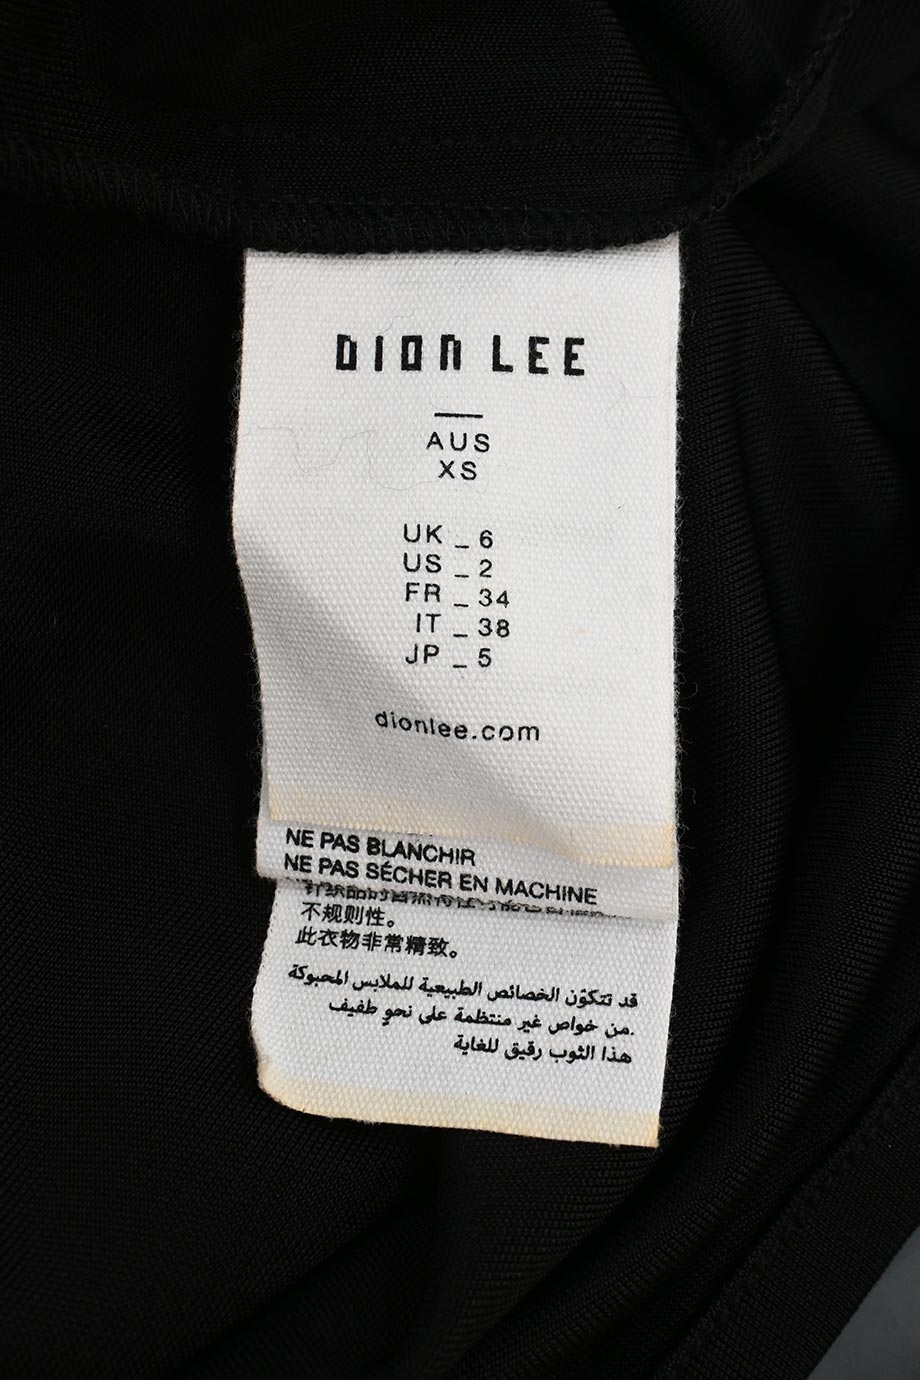 DION LEE
AUS
XS
UK _ 6
US _ 2
FR _ 34
IT _ 38
JP _ 5
dionlee.com
NE PAS BLANCHIR
NE PAS SÉCHER EN MACHINE
不规则性。
此衣物非常精致。
قد تتكوّن الخصائص الطبيعية للملابس المحبوكة
من خواص غير منتظمة على نحوٍ طفيف.
هذا الثوب رقيق للغاية